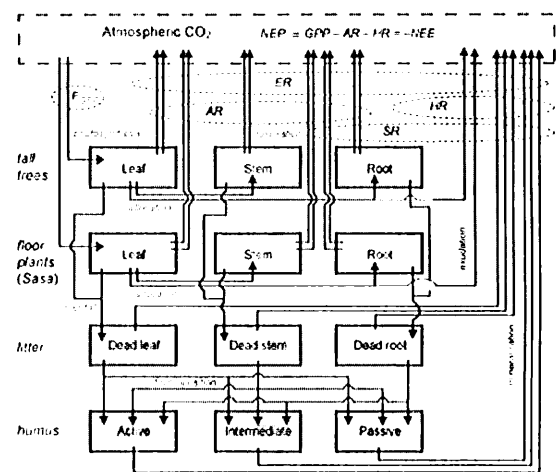 Atmospheric CO₂ NEP = GPP – AR – HR = –NEE
ER
AR HR
SR
tall
trees
Leaf Stem Root
floor
plants
(Sasa)
Leaf Stem Root
exudation
litter
Dead leaf Dead stem Dead root
humus
Active Intermediate Passive